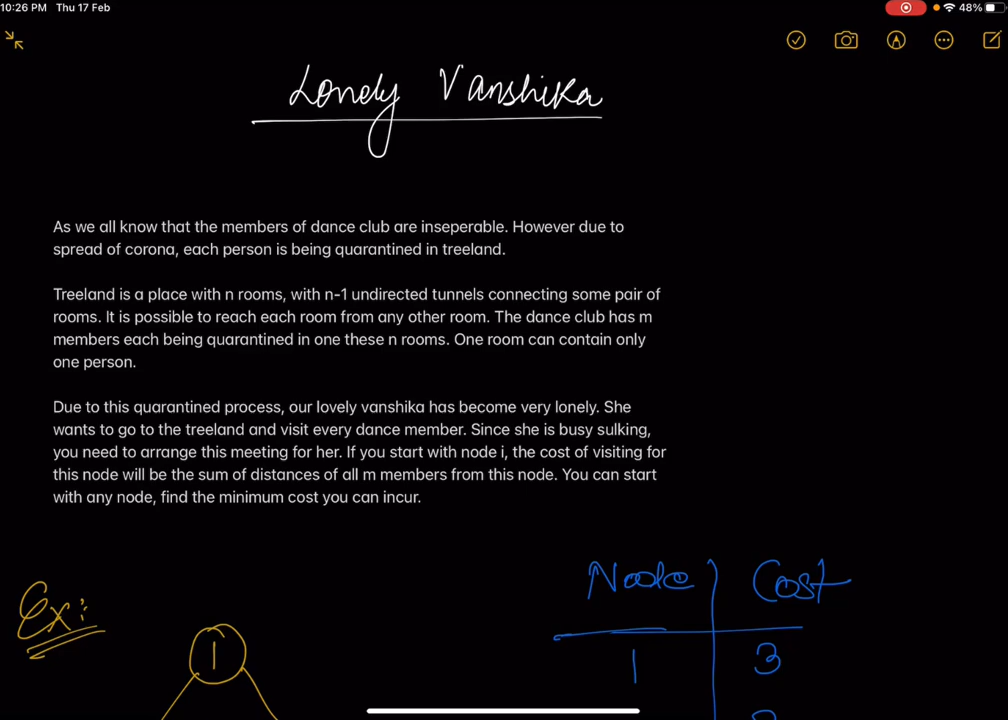 10:26 PM Thu 17 Feb
48%
Lonely Vanshika
As we all know that the members of dance club are inseperable. However due to
spread of corona, each person is being quarantined in treeland.
Treeland is a place with n rooms, with n-1 undirected tunnels connecting some pair of
rooms. It is possible to reach each room from any other room. The dance club has m
members each being quarantined in one these n rooms. One room can contain only
one person.
Due to this quarantined process, our lovely vanshika has become very lonely. She
wants to go to the treeland and visit every dance member. Since she is busy sulking,
you need to arrange this meeting for her. If you start with node i, the cost of visiting for
this node will be the sum of distances of all m members from this node. You can start
with any node, find the minimum cost you can incur.
Node Cost
Ex:
1
1 3